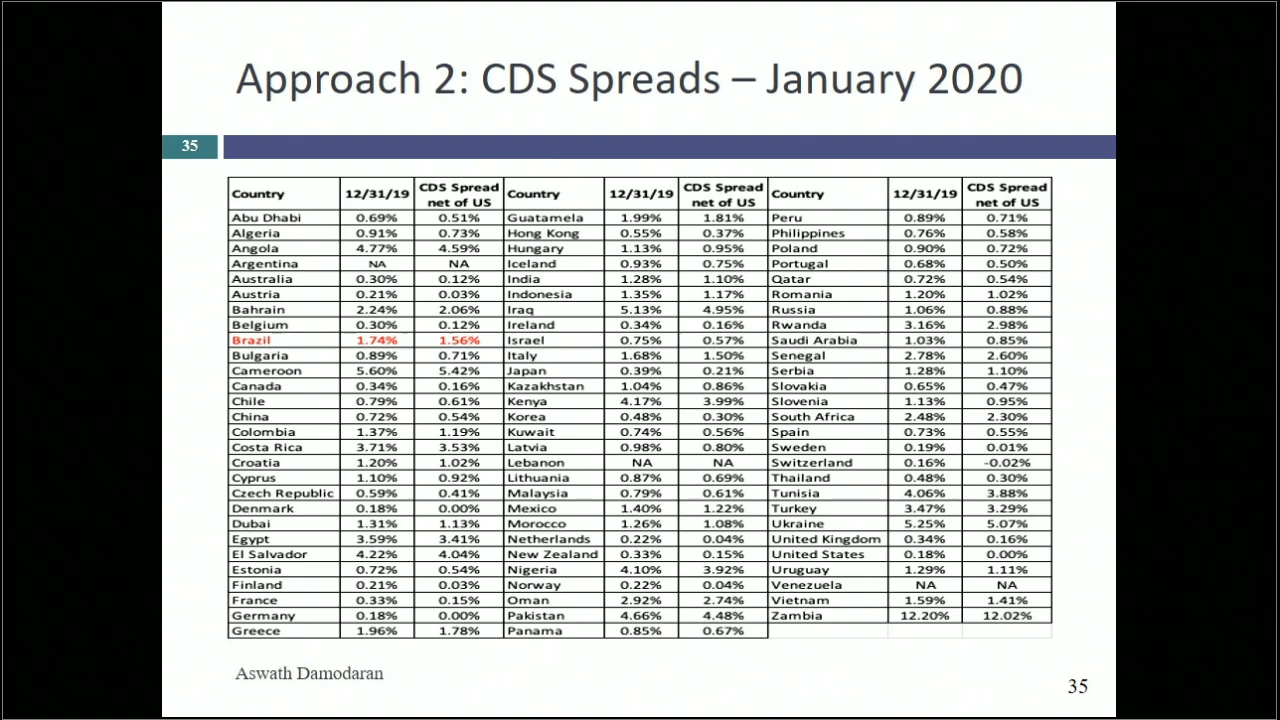 Approach 2: CDS Spreads – January 2020
35
Country 12/31/19 CDS Spread net of US Country 12/31/19 CDS Spread net of US Country 12/31/19 CDS Spread net of US
Abu Dhabi 0.69% 0.51% Guatamela 1.99% 1.81% Peru 0.89% 0.71%
Algeria 0.91% 0.73% Hong Kong 0.55% 0.37% Philippines 0.76% 0.58%
Angola 4.77% 4.59% Hungary 1.13% 0.95% Poland 0.90% 0.72%
Argentina NA NA Iceland 0.93% 0.75% Portugal 0.68% 0.50%
Australia 0.30% 0.12% India 1.28% 1.10% Qatar 0.72% 0.54%
Austria 0.21% 0.03% Indonesia 1.35% 1.17% Romania 1.20% 1.02%
Bahrain 2.24% 2.06% Iraq 5.13% 4.95% Russia 1.06% 0.88%
Belgium 0.30% 0.12% Ireland 0.34% 0.16% Rwanda 3.16% 2.98%
Brazil 1.74% 1.56% Israel 0.75% 0.57% Saudi Arabia 1.03% 0.85%
Bulgaria 0.89% 0.71% Italy 1.68% 1.50% Senegal 2.78% 2.60%
Cameroon 5.60% 5.42% Japan 0.39% 0.21% Serbia 1.28% 1.10%
Canada 0.34% 0.16% Kazakhstan 1.04% 0.86% Slovakia 0.65% 0.47%
Chile 0.79% 0.61% Kenya 4.17% 3.99% Slovenia 1.13% 0.95%
China 0.72% 0.54% Korea 0.48% 0.30% South Africa 2.48% 2.30%
Colombia 1.37% 1.19% Kuwait 0.74% 0.56% Spain 0.73% 0.55%
Costa Rica 3.71% 3.53% Latvia 0.98% 0.80% Sweden 0.19% 0.01%
Croatia 1.20% 1.02% Lebanon NA NA Switzerland 0.16% -0.02%
Cyprus 1.10% 0.92% Lithuania 0.87% 0.69% Thailand 0.48% 0.30%
Czech Republic 0.59% 0.41% Malaysia 0.79% 0.61% Tunisia 4.06% 3.88%
Denmark 0.18% 0.00% Mexico 1.40% 1.22% Turkey 3.47% 3.29%
Dubai 1.31% 1.13% Morocco 1.26% 1.08% Ukraine 5.25% 5.07%
Egypt 3.59% 3.41% Netherlands 0.22% 0.04% United Kingdom 0.34% 0.16%
El Salvador 4.22% 4.04% New Zealand 0.33% 0.15% United States 0.18% 0.00%
Estonia 0.72% 0.54% Nigeria 4.10% 3.92% Uruguay 1.29% 1.11%
Finland 0.21% 0.03% Norway 0.22% 0.04% Venezuela NA NA
France 0.33% 0.15% Oman 2.92% 2.74% Vietnam 1.59% 1.41%
Germany 0.18% 0.00% Pakistan 4.66% 4.48% Zambia 12.20% 12.02%
Greece 1.96% 1.78% Panama 0.85% 0.67%
Aswath Damodaran
35